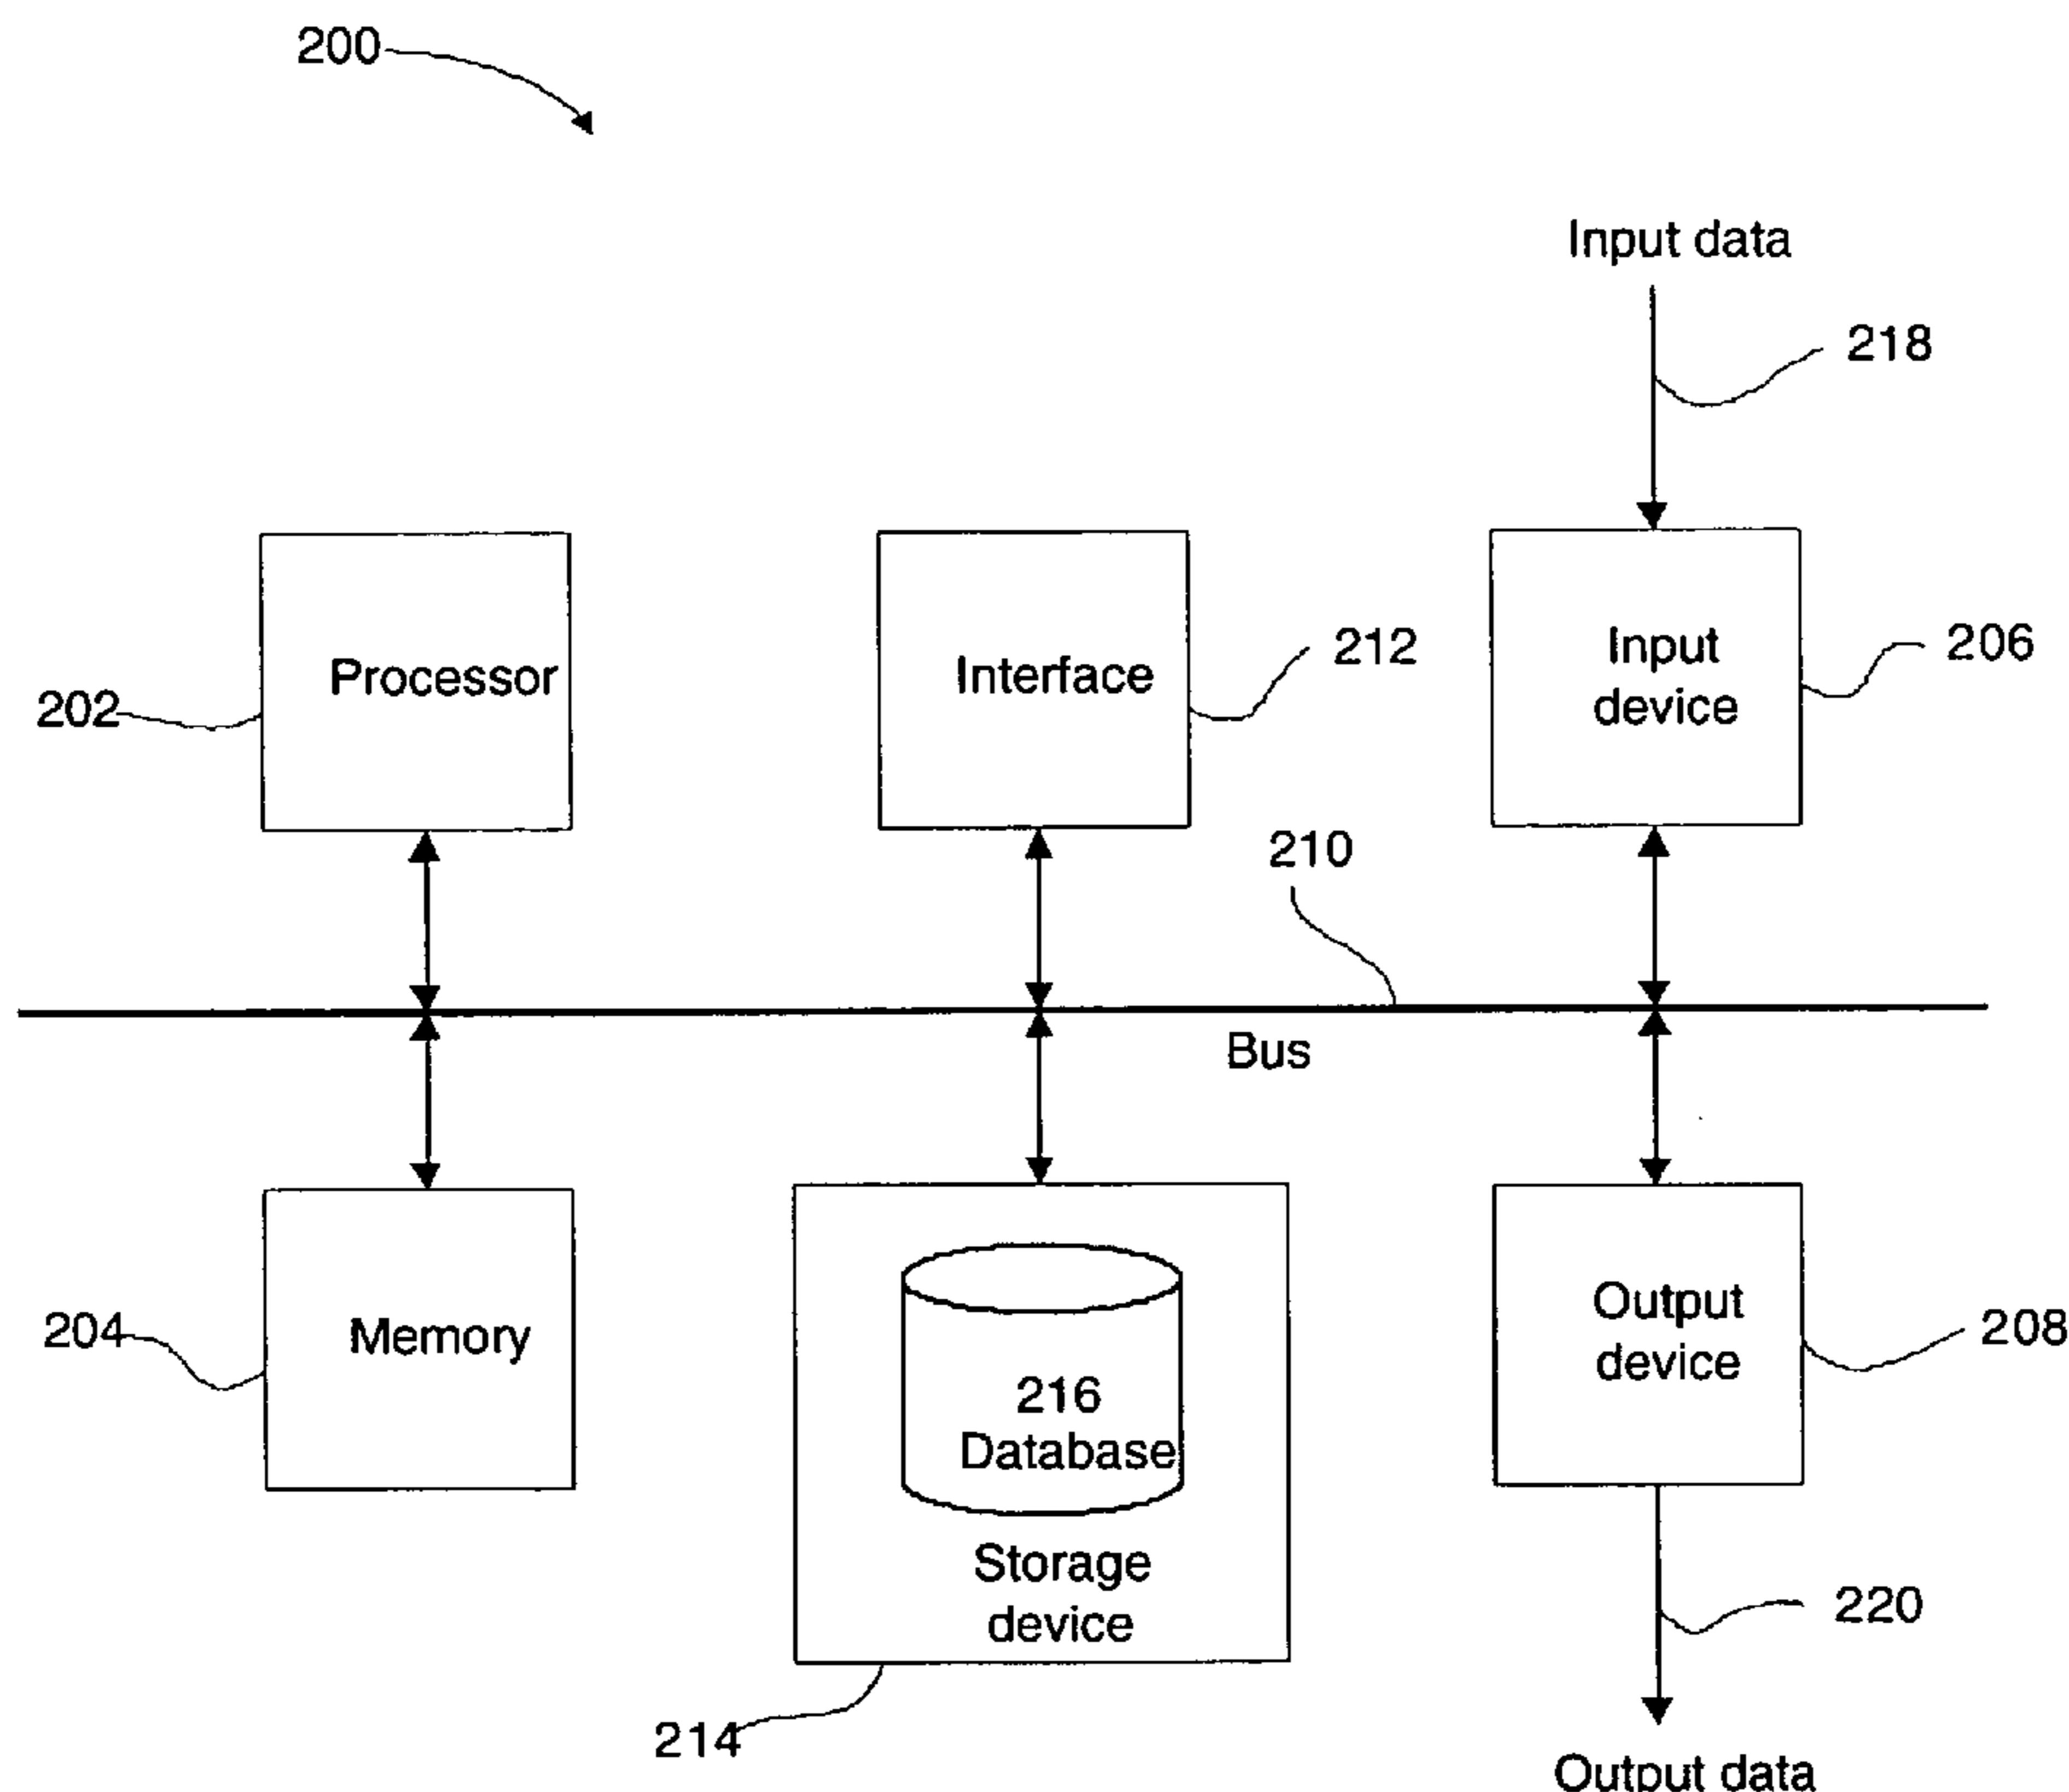 200
Input data
218
Processor
202
Interface
212
Input
device
206
210
Bus
Memory
204
216
Database
Storage
device
214
Output
device
208
220
Output data